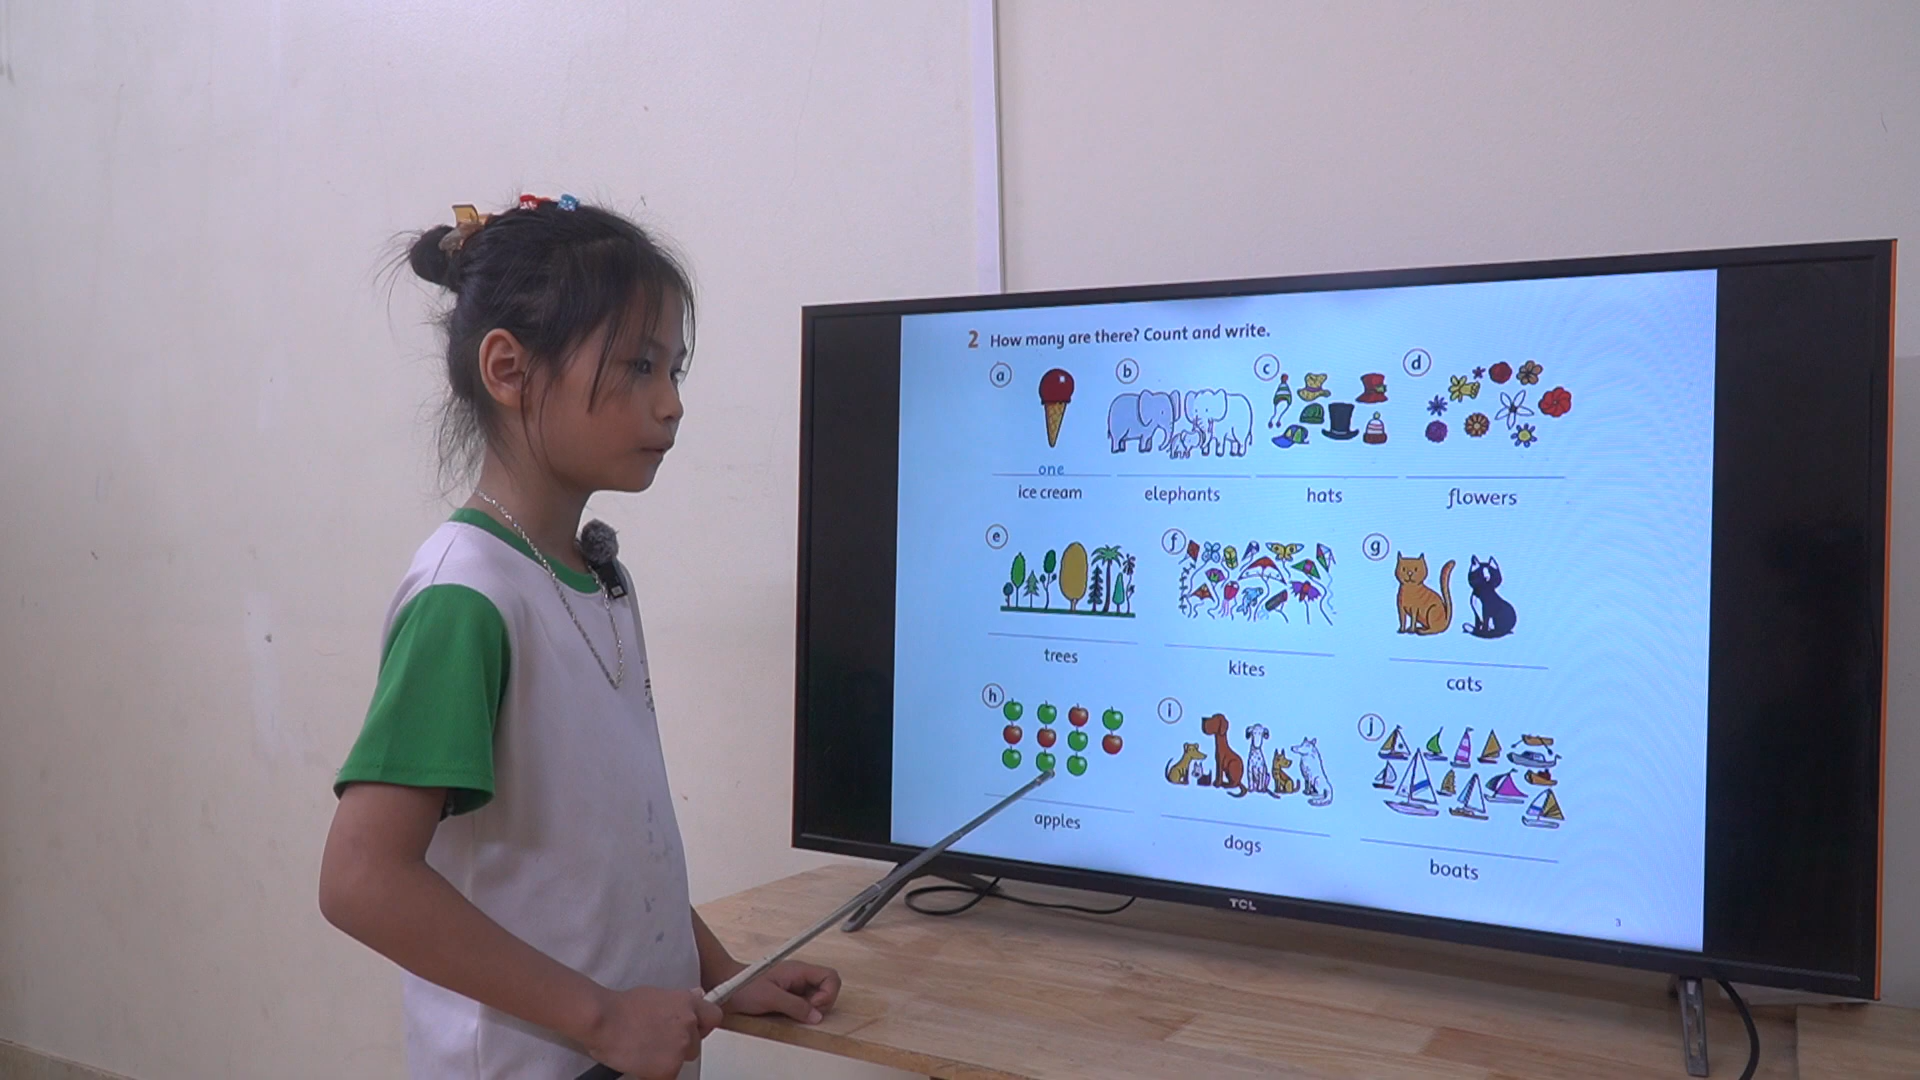 2 How many are there? Count and write.
a
b
c
d
one
ice cream
elephants
hats
flowers
e
f
g
trees
kites
cats
h
i
j
apples
dogs
boats
3
TCL